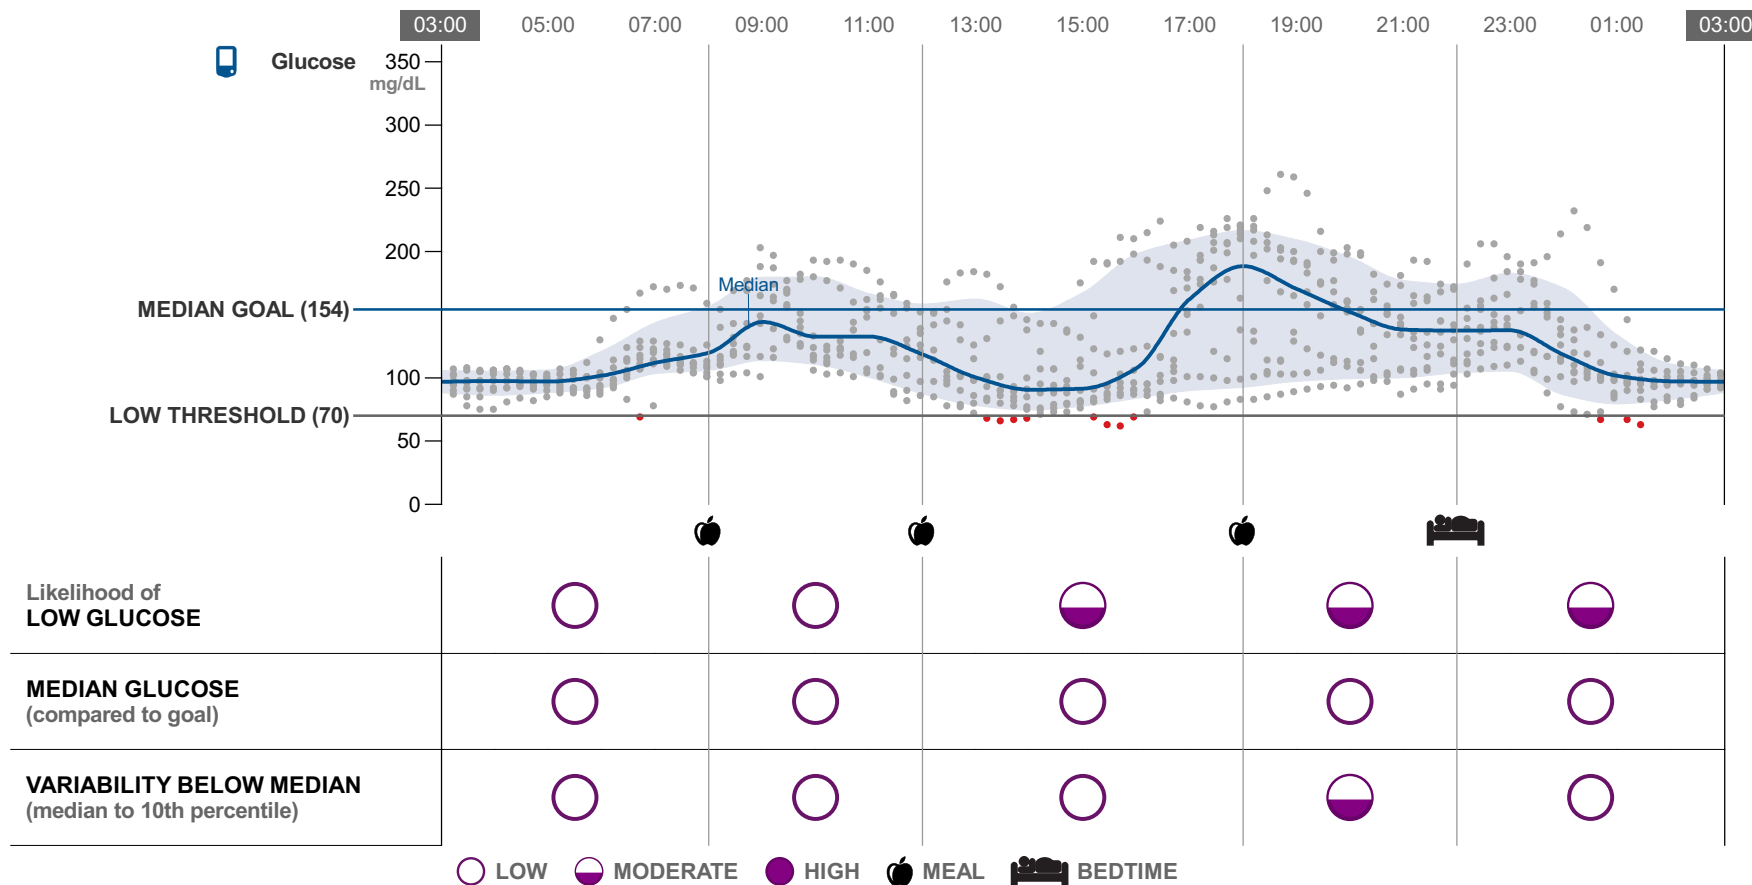 03:00 05:00 07:00 09:00 11:00 13:00 15:00 17:00 19:00 21:00 23:00 01:00 03:00
Glucose 350
mg/dL
300
250
200
Median
MEDIAN GOAL (154)
100
LOW THRESHOLD (70)
50
0
Likelihood of
LOW GLUCOSE
MEDIAN GLUCOSE
(compared to goal)
VARIABILITY BELOW MEDIAN
(median to 10th percentile)
LOW MODERATE HIGH MEAL BEDTIME